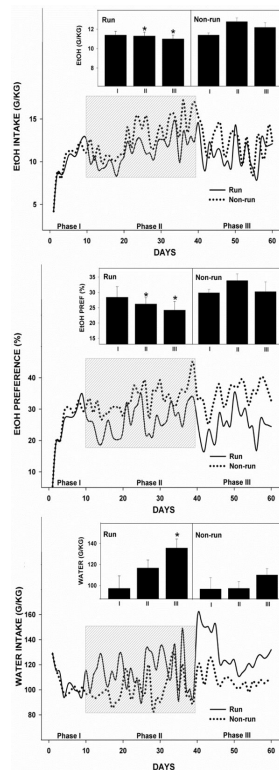 Run
Non-run
EtOH (G/KG)
12
10
8
6
* *
I II III I II III
EtOH INTAKE (G/KG)
15
10
5
Run
Non-run
0 10 20 30 40 50 60
Phase I Phase II Phase III
DAYS
Run
Non-run
EtOH PREF (%)
35
30
25
* *
I II III I II III
EtOH PREFERENCE (%)
40
30
20
10
Run
Non-run
0 10 20 30 40 50 60
Phase I Phase II Phase III
DAYS
Run
Non-run
WATER (G/KG)
140
120
100
*
I II III I II III
WATER INTAKE (G/KG)
160
140
120
100
80
Run
Non-run
0 10 20 30 40 50 60
Phase I Phase II Phase III
DAYS